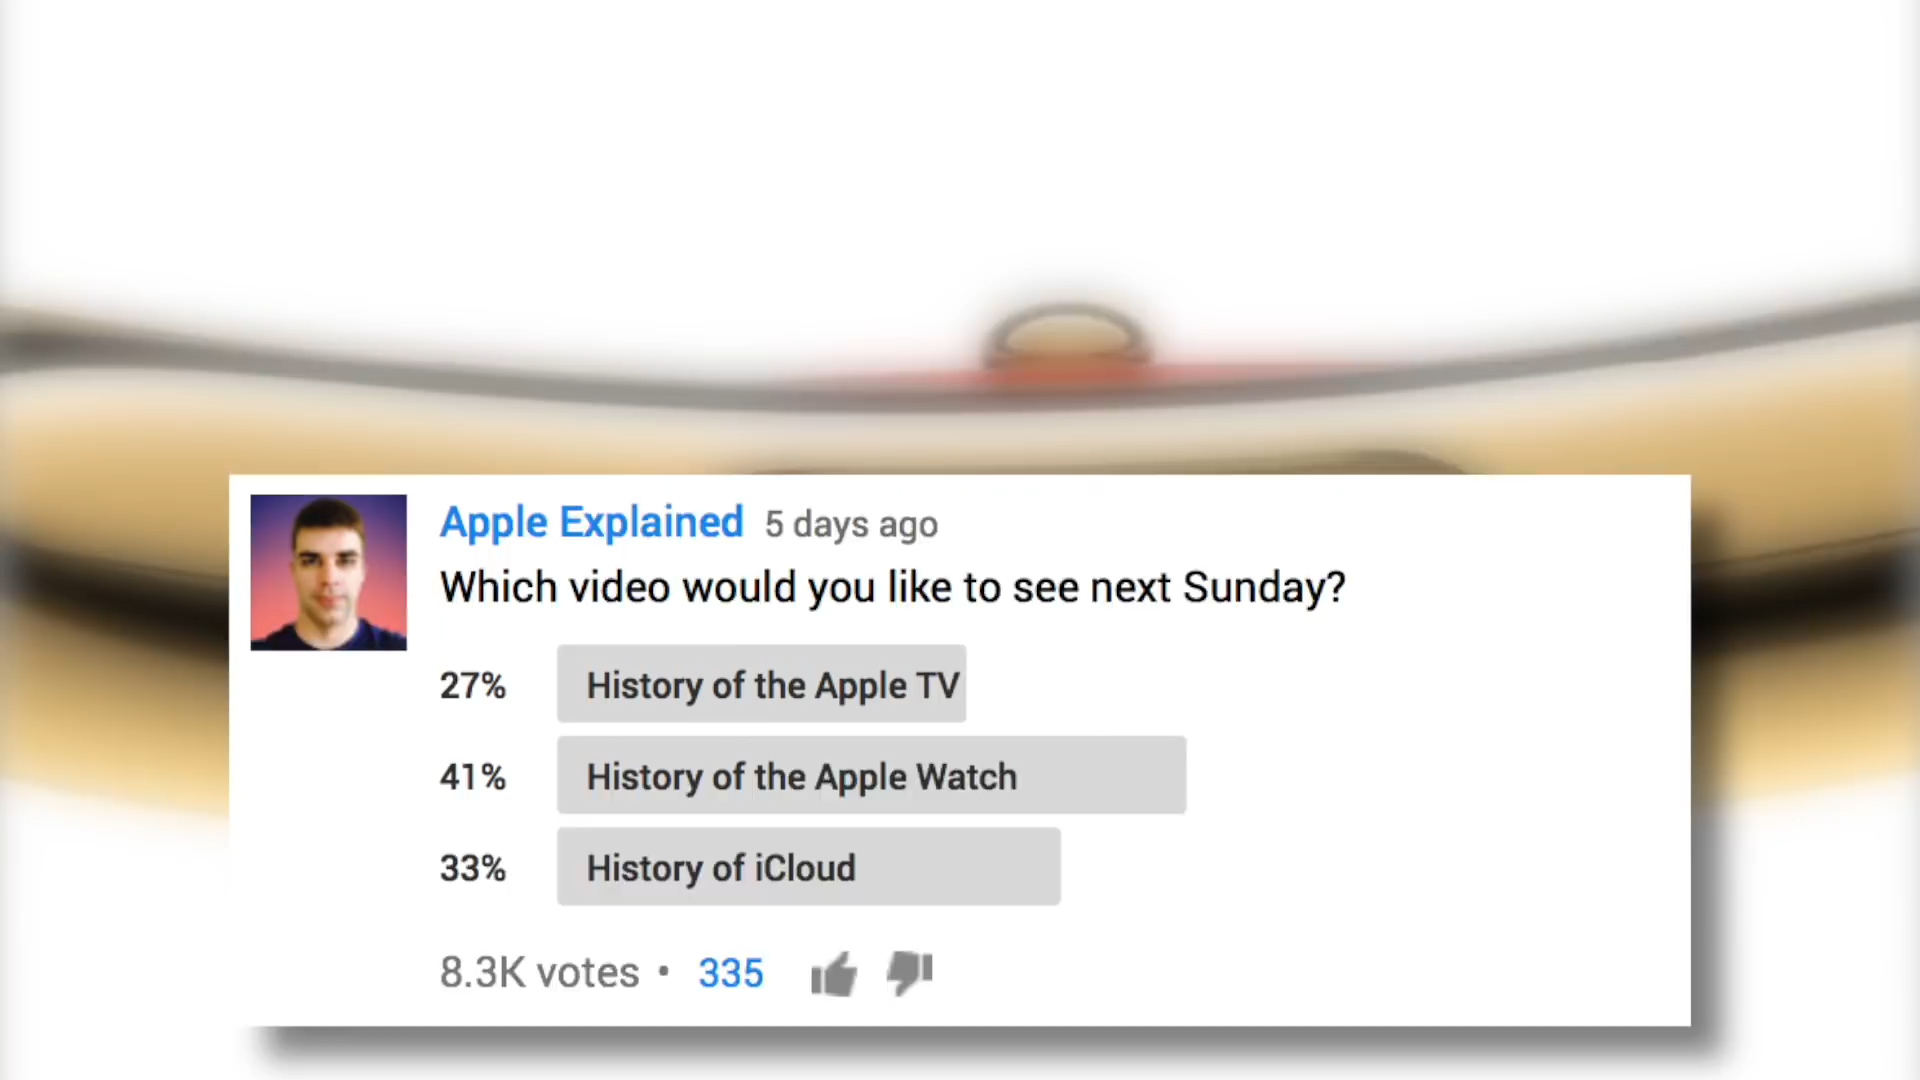 Apple Explained 5 days ago
Which video would you like to see next Sunday?
27% History of the Apple TV
41% History of the Apple Watch
33% History of iCloud
8.3K votes • 335